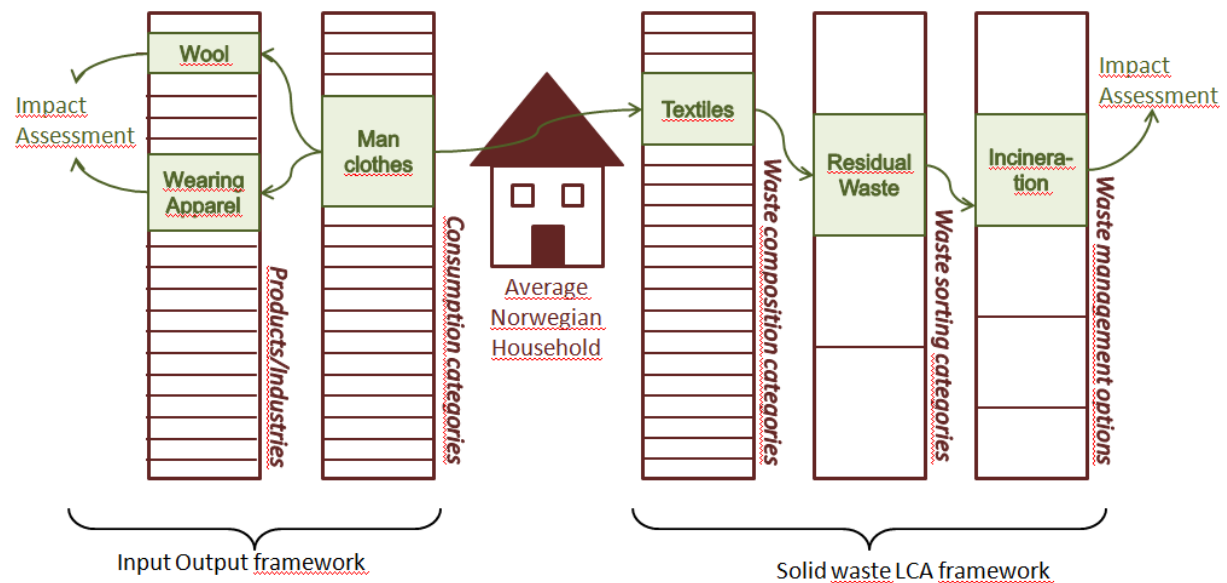 Wool
Impact
Assessment
Wearing
Apparel
Products/Industries
Man
clothes
Consumption categories
Average
Norwegian
Household
Textiles
Waste composition categories
Residual
Waste
Waste sorting categories
Incinera-
tion
Waste management options
Impact
Assessment
Input Output framework
Solid waste LCA framework